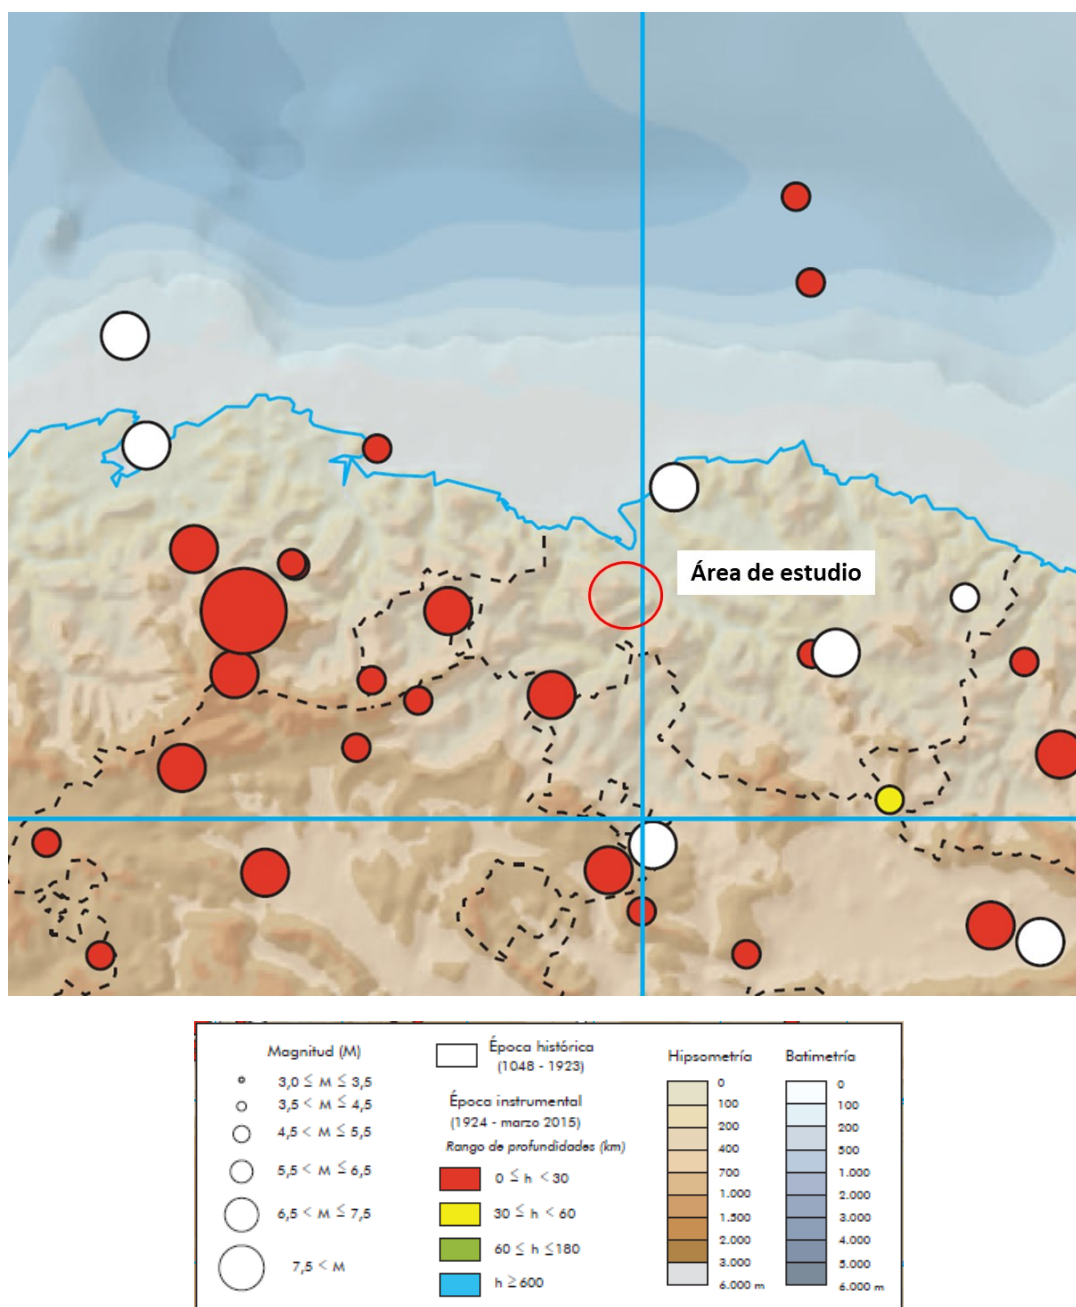 Área de estudio
Magnitud (M)
3,0 ≤ M ≤ 3,5
3,5 < M ≤ 4,5
4,5 < M ≤ 5,5
5,5 < M ≤ 6,5
6,5 < M ≤ 7,5
7,5 < M
Época histórica
(1048 - 1923)
Época instrumental
(1924 - marzo 2015)
Rango de profundidades (km)
0 ≤ h < 30
30 ≤ h < 60
60 ≤ h ≤180
h ≥ 600
Hipsometría
0
100
200
400
700
1.000
1.500
2.000
3.000
6.000 m
Batimetría
0
100
200
500
1.000
2.000
3.000
4.000
5.000
6.000 m